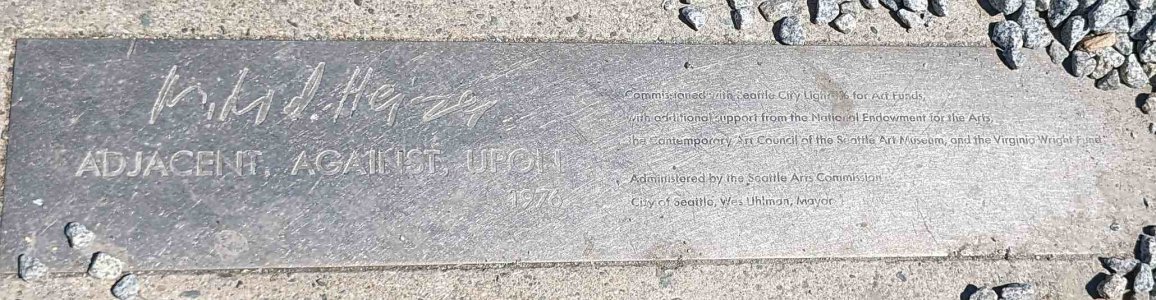 Michael Heizer
ADJACENT, AGAINST, UPON
1976
Commissioned with Seattle City Light 1% for Art Funds,
with additional support from the National Endowment for the Arts,
The Contemporary Art Council of the Seattle Art Museum, and the Virginia Wright Fund
Administered by the Seattle Arts Commission
City of Seattle, Wes Uhlman, Mayor